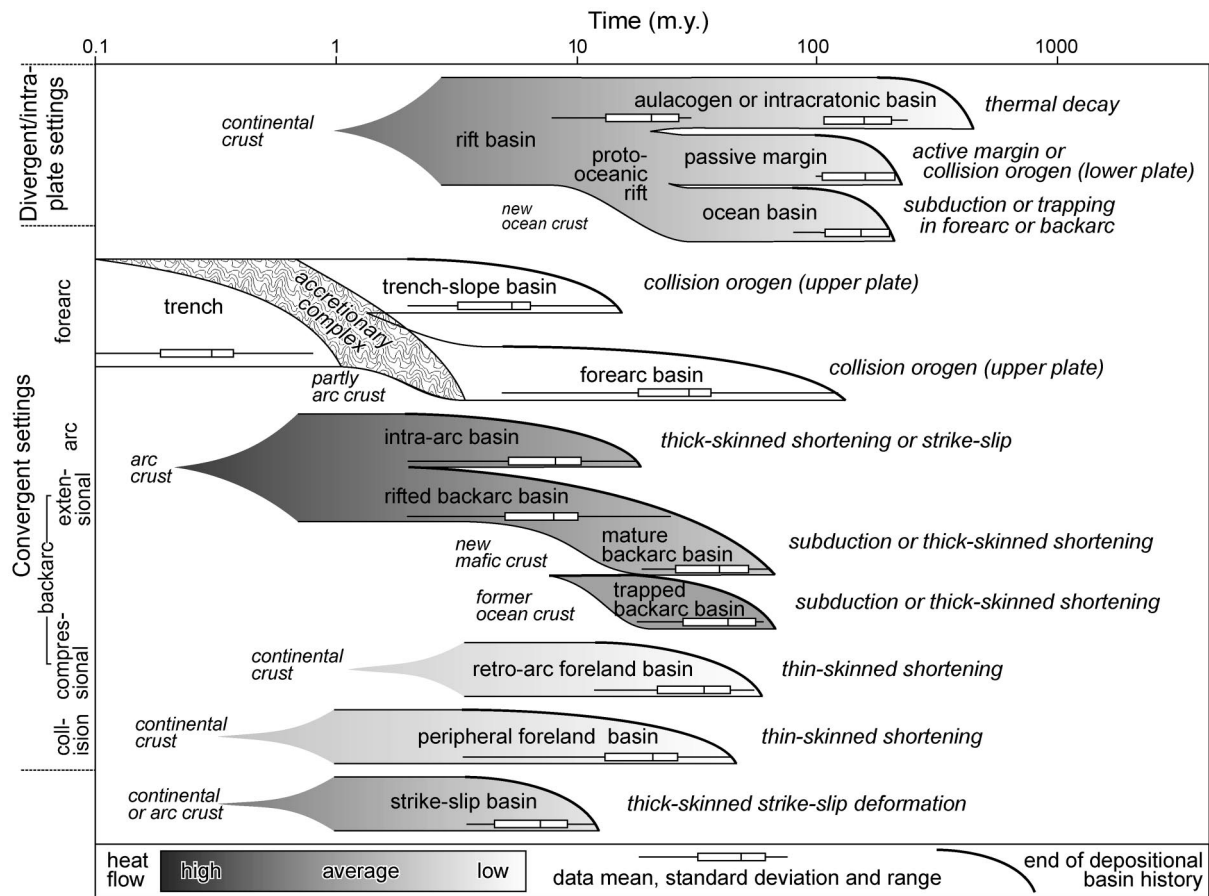 Time (m.y.)
0.1 1 10 100 1000
Divergent/intra-
plate settings
continental
crust
rift basin
proto-
oceanic
rift
new
ocean crust
aulacogen or intracratonic basin
thermal decay
passive margin
active margin or
collision orogen (lower plate)
ocean basin
subduction or trapping
in forearc or backarc
Convergent settings
forearc
trench
accretionary
complex
partly
arc crust
trench-slope basin
collision orogen (upper plate)
forearc basin
collision orogen (upper plate)
arc
arc
crust
intra-arc basin
thick-skinned shortening or strike-slip
backarc
exten-
sional
rifted backarc basin
new
mafic crust
mature
backarc basin
subduction or thick-skinned shortening
former
ocean crust
trapped
backarc basin
subduction or thick-skinned shortening
compres-
sional
continental
crust
retro-arc foreland basin
thin-skinned shortening
coll-
ision
continental
crust
peripheral foreland basin
thin-skinned shortening
continental
or arc crust
strike-slip basin
thick-skinned strike-slip deformation
heat
flow
high average low
data mean, standard deviation and range
end of depositional
basin history